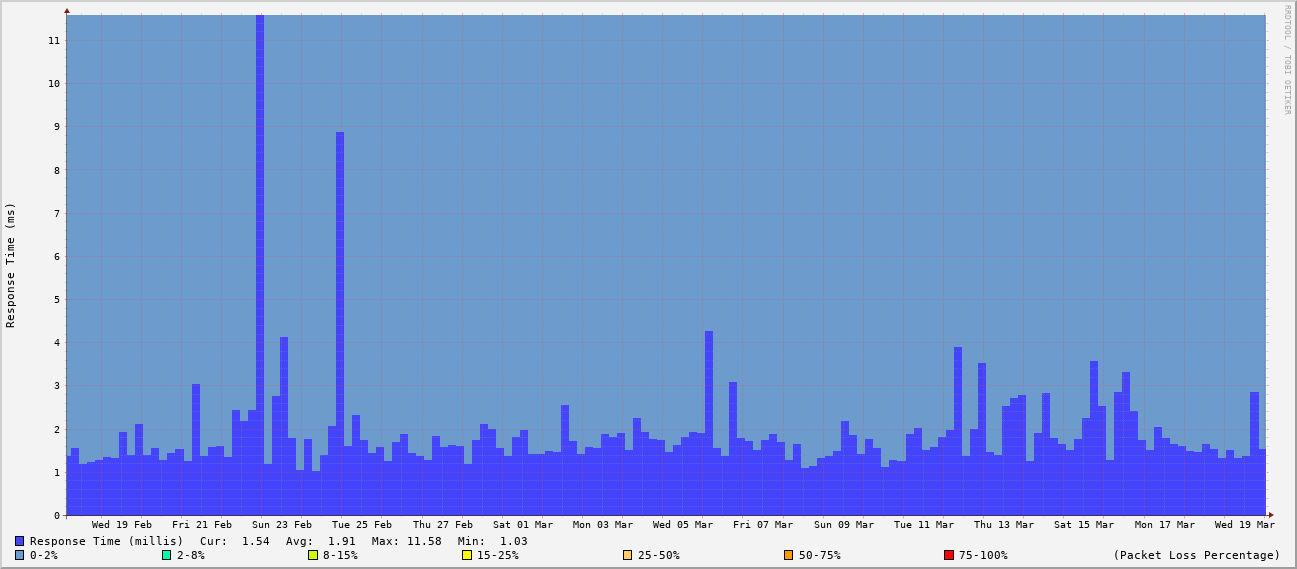 RRDTOOL / TOBI OETIKER
Response Time (ms)
11
10
9
8
7
6
5
4
3
2
1
0
Wed 19 Feb Fri 21 Feb Sun 23 Feb Tue 25 Feb Thu 27 Feb Sat 01 Mar Mon 03 Mar Wed 05 Mar Fri 07 Mar Sun 09 Mar Tue 11 Mar Thu 13 Mar Sat 15 Mar Mon 17 Mar Wed 19 Mar
Response Time (millis) Cur: 1.54 Avg: 1.91 Max: 11.58 Min: 1.03
0-2% 2-8% 8-15% 15-25% 25-50% 50-75% 75-100% (Packet Loss Percentage)